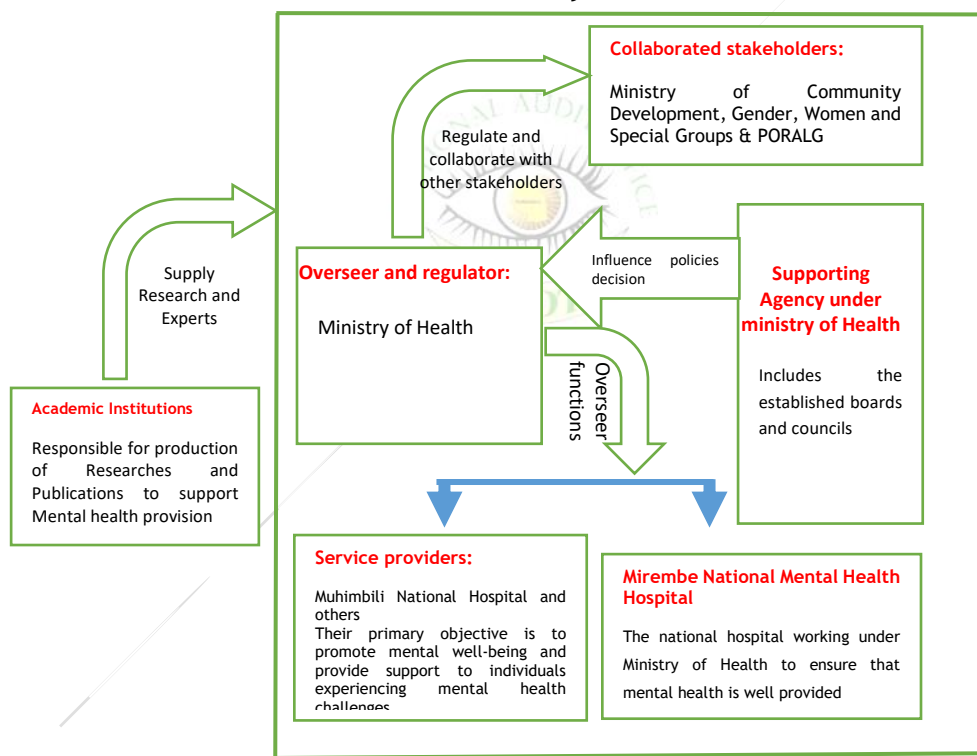 Collaborated stakeholders:
Ministry of Community
Development, Gender, Women and
Special Groups & PORALG
Regulate and
collaborate with
other stakeholders
Supply
Research and
Experts
Overseer and regulator:
Ministry of Health
Influence policies
decision
Supporting
Agency under
ministry of Health
Includes the
established boards
and councils
Overseer
functions
Academic Institutions
Responsible for production
of Researches and
Publications to support
Mental health provision
Service providers:
Muhimbili National Hospital and
others
Their primary objective is to
promote mental well-being and
provide support to individuals
experiencing mental health
challenges
Mirembe National Mental Health
Hospital
The national hospital working under
Ministry of Health to ensure that
mental health is well provided